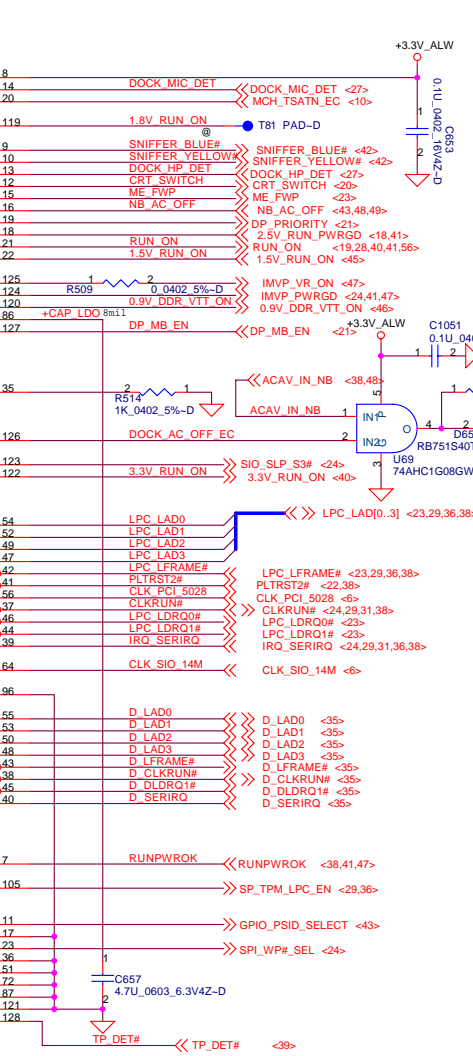 +3.3V_ALW
8
14 DOCK_MIC_DET DOCK_MIC_DET <27>
20 MCH_TSATN_EC <10>
1
0.1U_0402_16V4Z~D
C653
2
119 1.8V_RUN_ON T81 PAD~D
@
9 SNIFFER_BLUE# SNIFFER_BLUE# <42>
10 SNIFFER_YELLOW# SNIFFER_YELLOW# <42>
13 DOCK_HP_DET DOCK_HP_DET <27>
12 CRT_SWITCH CRT_SWITCH <20>
15 ME_FWP ME_FWP <23>
16 NB_AC_OFF NB_AC_OFF <43,48,49>
19 DP_PRIORITY <21>
18 2.5V_RUN_PWRGD <18,41>
21 RUN_ON RUN_ON <19,28,40,41,56>
22 1.5V_RUN_ON 1.5V_RUN_ON <45>
125 1 2 IMVP_VR_ON <47>
124 R509 0_0402_5%~D IMVP_PWRGD <24,41,47>
120 0.9V_DDR_VTT_ON 0.9V_DDR_VTT_ON <46>
86 +CAP_LDO 8mil
127 DP_MB_EN DP_MB_EN <21>
+3.3V_ALW
C1051
0.1U_04
1 2
35 2 1
R514
1K_0402_5%~D
ACAV_IN_NB <38,48>
ACAV_IN_NB 1 IN1 P 5
O 4
1 2
126 DOCK_AC_OFF_EC 2 IN2 G 3
D65
RB751S40T
U69
74AHC1G08GW
123 SIO_SLP_S3# <24>
122 3.3V_RUN_ON 3.3V_RUN_ON <40>
LPC_LAD[0..3] <23,29,36,38>
54 LPC_LAD0
52 LPC_LAD1
49 LPC_LAD2
47 LPC_LAD3
42 LPC_LFRAME# LPC_LFRAME# <23,29,36,38>
41 PLTRST2# PLTRST2# <22,38>
56 CLK_PCI_5028 CLK_PCI_5028 <6>
37 CLKRUN# CLKRUN# <24,29,31,38>
46 LPC_LDRQ0# LPC_LDRQ0# <23>
44 LPC_LDRQ1# LPC_LDRQ1# <23>
39 IRQ_SERIRQ IRQ_SERIRQ <24,29,31,36,38>
64 CLK_SIO_14M CLK_SIO_14M <6>
96
55 D_LAD0 D_LAD0 <35>
53 D_LAD1 D_LAD1 <35>
50 D_LAD2 D_LAD2 <35>
48 D_LAD3 D_LAD3 <35>
43 D_LFRAME# D_LFRAME# <35>
38 D_CLKRUN# D_CLKRUN# <35>
45 D_DLDRQ1# D_DLDRQ1# <35>
40 D_SERIRQ D_SERIRQ <35>
7 RUNPWROK RUNPWROK <38,41,47>
105 SP_TPM_LPC_EN <29,36>
11 GPIO_PSID_SELECT <43>
17
23 SPI_WP#_SEL <24>
36
51
72
87
121
1
C657
4.7U_0603_6.3V4Z~D
2
128
TP_DET# TP_DET# <39>